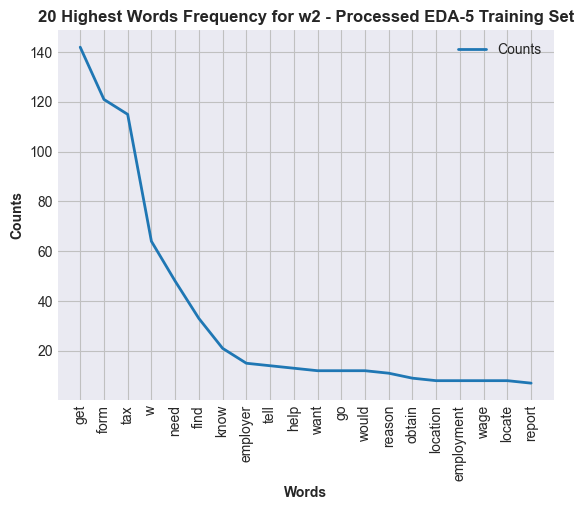 20 Highest Words Frequency for w2 - Processed EDA-5 Training Set
Counts
140
120
100
80
60
40
20
Counts
get
form
tax
w
need
find
know
employer
tell
help
want
go
would
reason
obtain
location
employment
wage
locate
report
Words